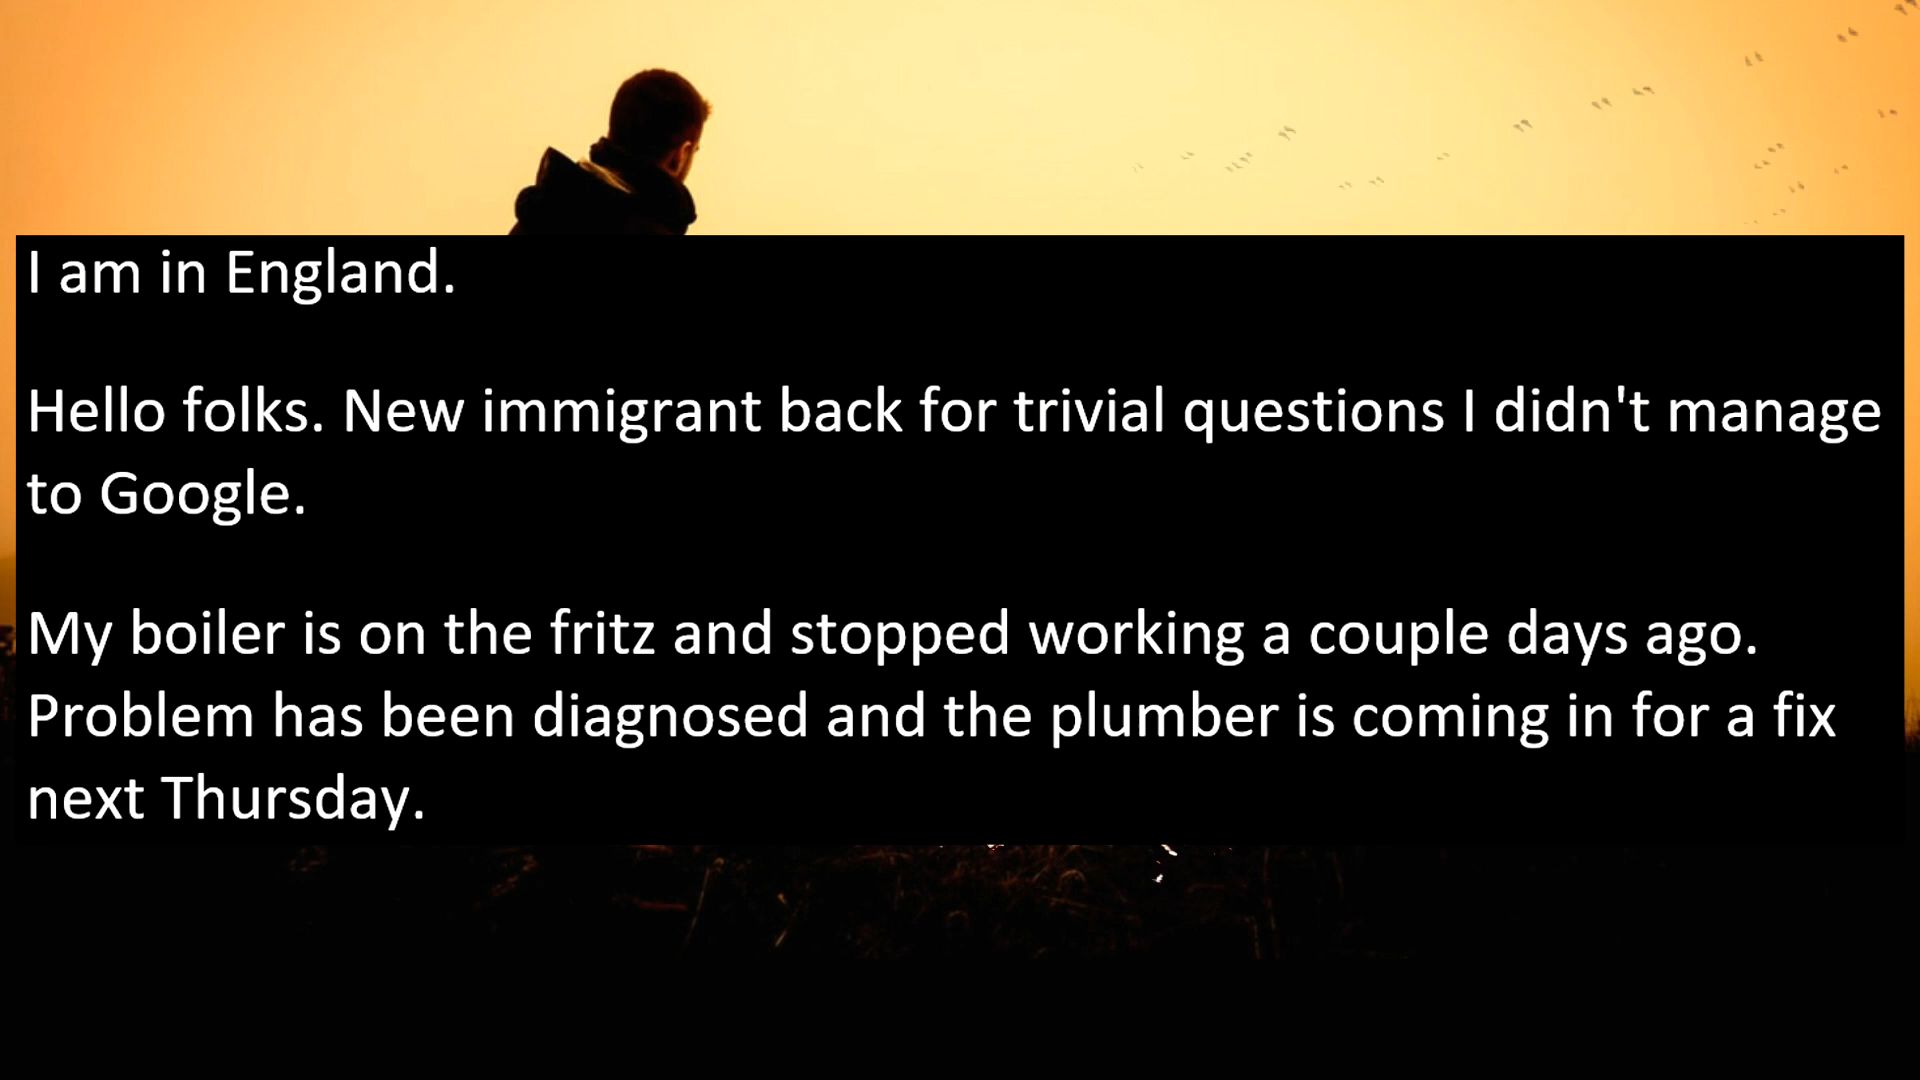 I am in England.
Hello folks. New immigrant back for trivial questions I didn't manage
to Google.
My boiler is on the fritz and stopped working a couple days ago.
Problem has been diagnosed and the plumber is coming in for a fix
next Thursday.